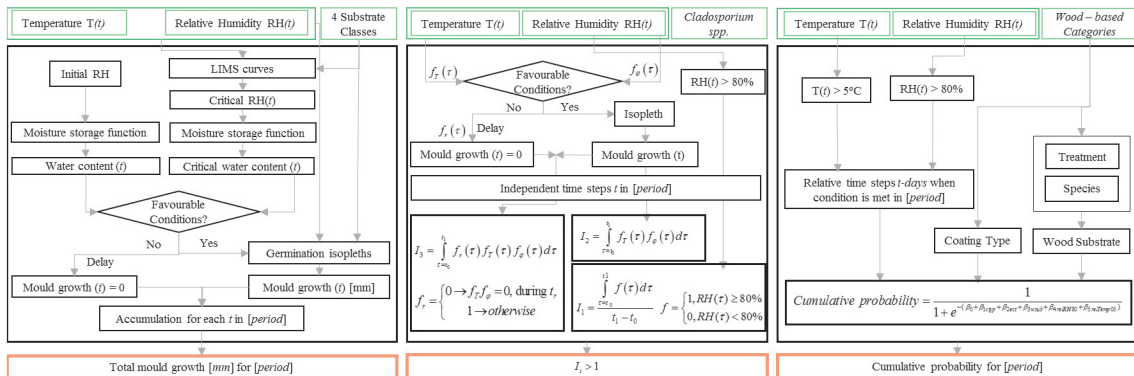 Temperature T(t)
Relative Humidity RH(t)
4 Substrate
Classes
Initial RH
LIMS curves
Critical RH(t)
Moisture storage function
Moisture storage function
Water content (t)
Critical water content (t)
Favourable
Conditions?
No
Yes
Delay
Germination isopleths
Mould growth (t) = 0
Mould growth (t) [mm]
Accumulation for each t in [period]
Total mould growth [mm] for [period]
Temperature T(t)
Relative Humidity RH(t)
Cladosporium
spp.
f_T(τ)
Favourable
Conditions?
f_φ(τ)
RH(t) > 80%
No
Yes
Isopleth
f_r(τ)
Delay
Mould growth (t) = 0
Mould growth (t)
Independent time steps t in [period]
I_3 = ∫_{τ=t_0}^{t_1} f_r(τ) f_T(τ) f_φ(τ) dτ
f_r = {0 → f_T f_φ = 0, during t_r
1 → otherwise
I_2 = ∫_{τ=t_0}^{t_1} f_T(τ) f_φ(τ) dτ
I_1 = ∫_{τ=t_0}^{t1} f(τ) dτ / t_1 − t_0
f = {1, RH(τ) ≥ 80%
0, RH(τ) < 80%
I_i > 1
Temperature T(t)
Relative Humidity RH(t)
Wood – based
Categories
T(t) > 5°C
RH(t) > 80%
Treatment
Species
Relative time steps t-days when
condition is met in [period]
Coating Type
Wood Substrate
Cumulative probability = 1 / 1 + e
Cumulative probability for [period]